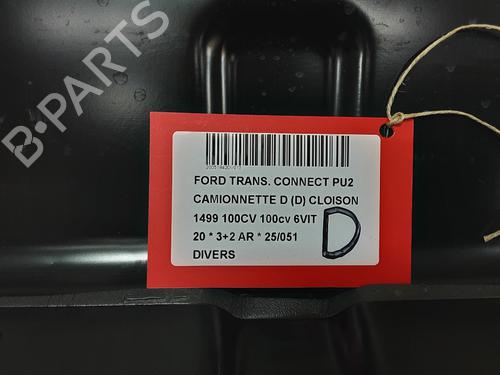 B-PARTS
FORD TRANS. CONNECT PU2
CAMIONNETTE D (D) CLOISON
1499 100CV 100cv 6VIT
20 * 3+2 AR * 25/051
DIVERS
D